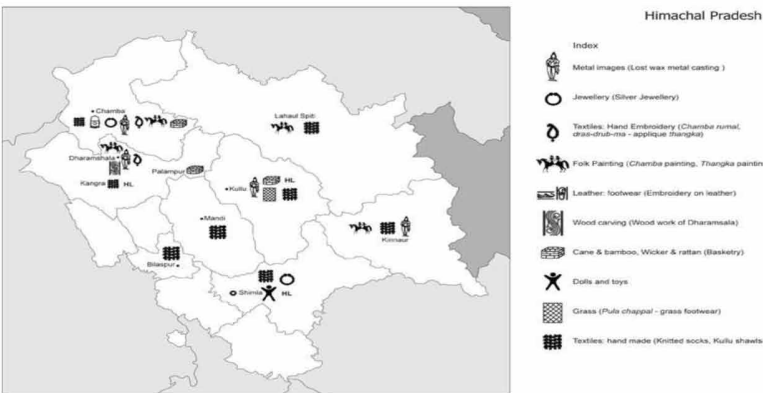 Himachal Pradesh
Index
Metal images (Lost wax metal casting )
Jewellery (Silver Jewellery)
Textiles: Hand Embroidery (Chamba rumal,
dras-drub-ma - applique thangka)
Folk Painting (Chamba painting, Thangka paintin
Leather: footwear (Embroidery on leather)
Wood carving (Wood work of Dharamsala)
Cane & bamboo, Wicker & rattan (Basketry)
Dolls and toys
Grass (Pula chappal - grass footwear)
Textiles: hand made (Knitted socks, Kullu shawls
Chamba
Lahaul Spiti
Dharamshala
Palampur
Kangra HL
HL
Kullu
Mandi
Kinnaur
Bilaspur
Shimla HL